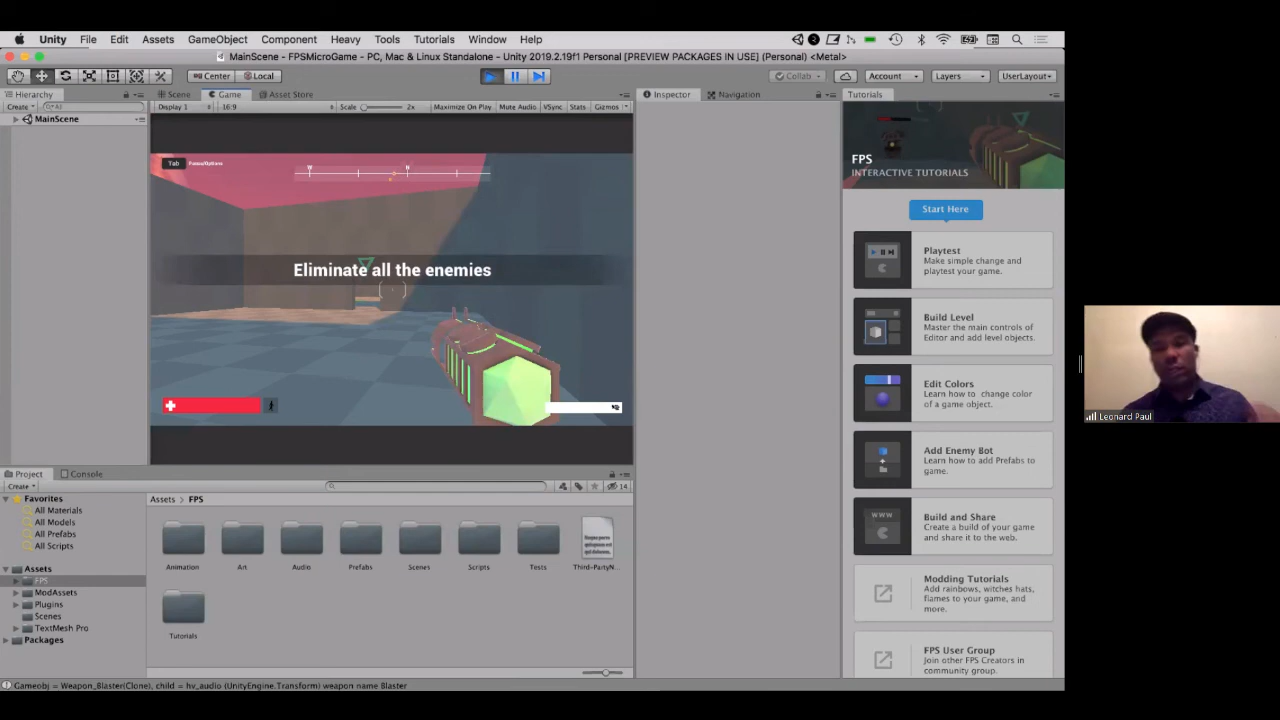 Unity File Edit Assets GameObject Component Heavy Tools Tutorials Window Help
MainScene - FPSMicroGame - PC, Mac & Linux Standalone - Unity 2019.2.19f1 Personal [PREVIEW PACKAGES IN USE] (Personal) <Metal>
Center Local Collab Account Layers UserLayout
Hierarchy Scene Game Asset Store Inspector Navigation Tutorials
Create All Display 1 16:9 Scale 2x Maximize On Play Mute Audio VSync Stats Gizmos
MainScene
Tab Pause/Options
W N
Eliminate all the enemies
FPS
INTERACTIVE TUTORIALS
Start Here
Playtest
Make simple change and
playtest your game.
Build Level
Master the main controls of
Editor and add level objects.
Edit Colors
Learn how to change color
of a game object.
Add Enemy Bot
Learn how to add Prefabs to
game.
WWW
Build and Share
Create a build of your game
and share it to the web.
Modding Tutorials
Add rainbows, witches hats,
flames to your game, and
more.
FPS User Group
Join other FPS Creators in
community group.
Project Console
Create 14
Favorites
All Materials
All Models
All Prefabs
All Scripts
Assets
FPS
ModAssets
Plugins
Scenes
TextMesh Pro
Packages
Assets > FPS
Animation Art Audio Prefabs Scenes Scripts Tests Third-PartyN...
Tutorials
Gameobj = Weapon_Blaster(Clone), child = hv_audio (UnityEngine.Transform) weapon name Blaster
Leonard Paul